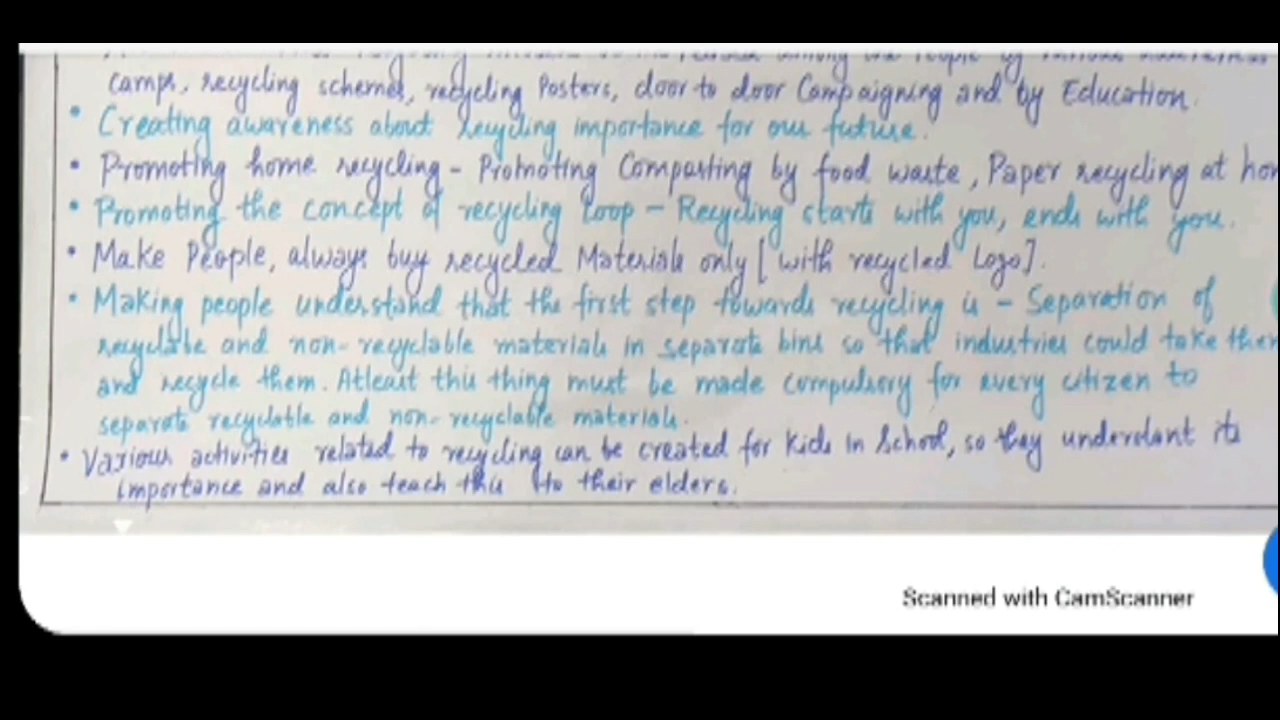 camps, recycling schemes, recycling Posters, door to door Campaigning and by Education.
• Creating awareness about recycling importance for our future.
• Promoting home recycling - Promoting Composting by food waste, Paper recycling at
• Promoting the concept of recycling loop - Recycling starts with you, ends with you.
• Make People, always buy recycled Materials only [with recycled Logo].
• Making people understand that the first step towards recycling is - Separation of
recyclable and non-recyclable materials in separate bins so that industries could take
and recycle them. Atleast this thing must be made compulsory for every citizen to
separate recyclable and non-recyclable materials.
• Various activities related to recycling can be created for kids in School, so they its
importance and also teach this to their elders.
Scanned with CamScanner